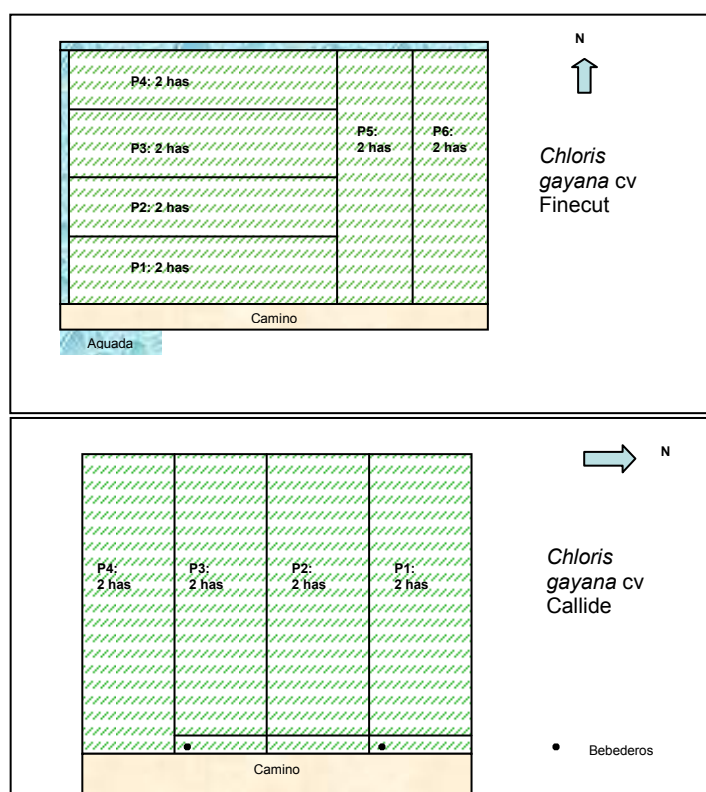 N
P4: 2 has
P3: 2 has
P5:
2 has
P6:
2 has
Chloris
gayana cv
Finecut
P2: 2 has
P1: 2 has
Camino
Aguada
N
P4:
2 has
P3:
2 has
P2:
2 has
P1:
2 has
Chloris
gayana cv
Callide
Bebederos
Camino